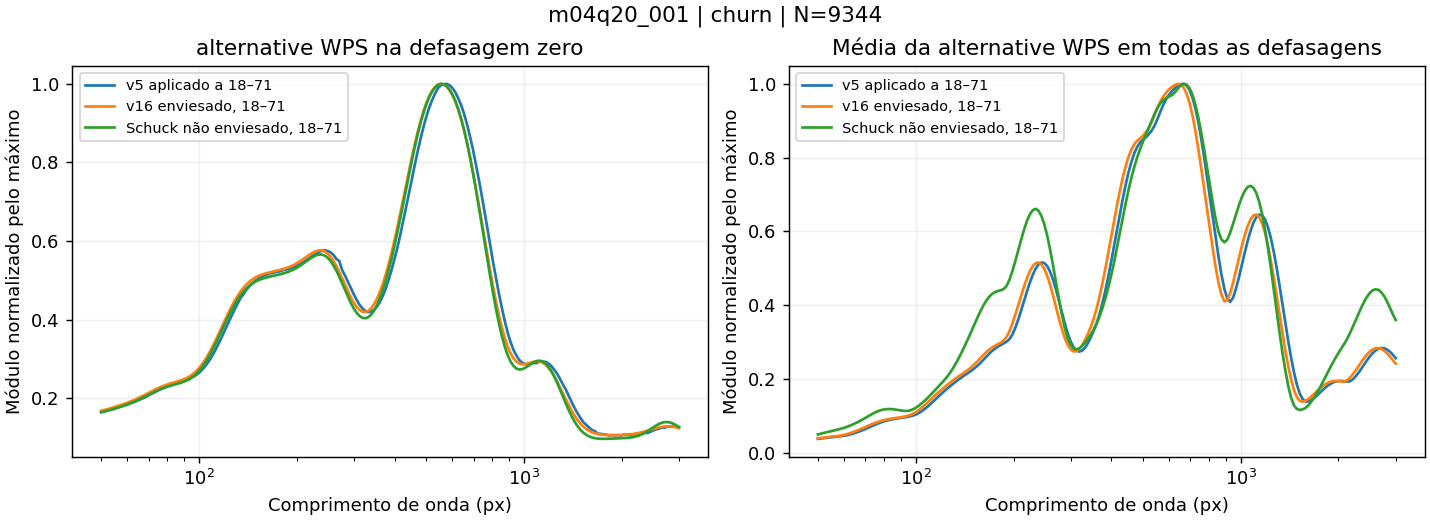 m04q20_001 | churn | N=9344
alternative WPS na defasagem zero
Módulo normalizado pelo máximo
1.0
0.8
0.6
0.4
0.2
v5 aplicado a 18–71
v16 enviesado, 18–71
Schuck não enviesado, 18–71
10²
10³
Comprimento de onda (px)
Média da alternative WPS em todas as defasagens
Módulo normalizado pelo máximo
1.0
0.8
0.6
0.4
0.2
0.0
v5 aplicado a 18–71
v16 enviesado, 18–71
Schuck não enviesado, 18–71
10²
10³
Comprimento de onda (px)